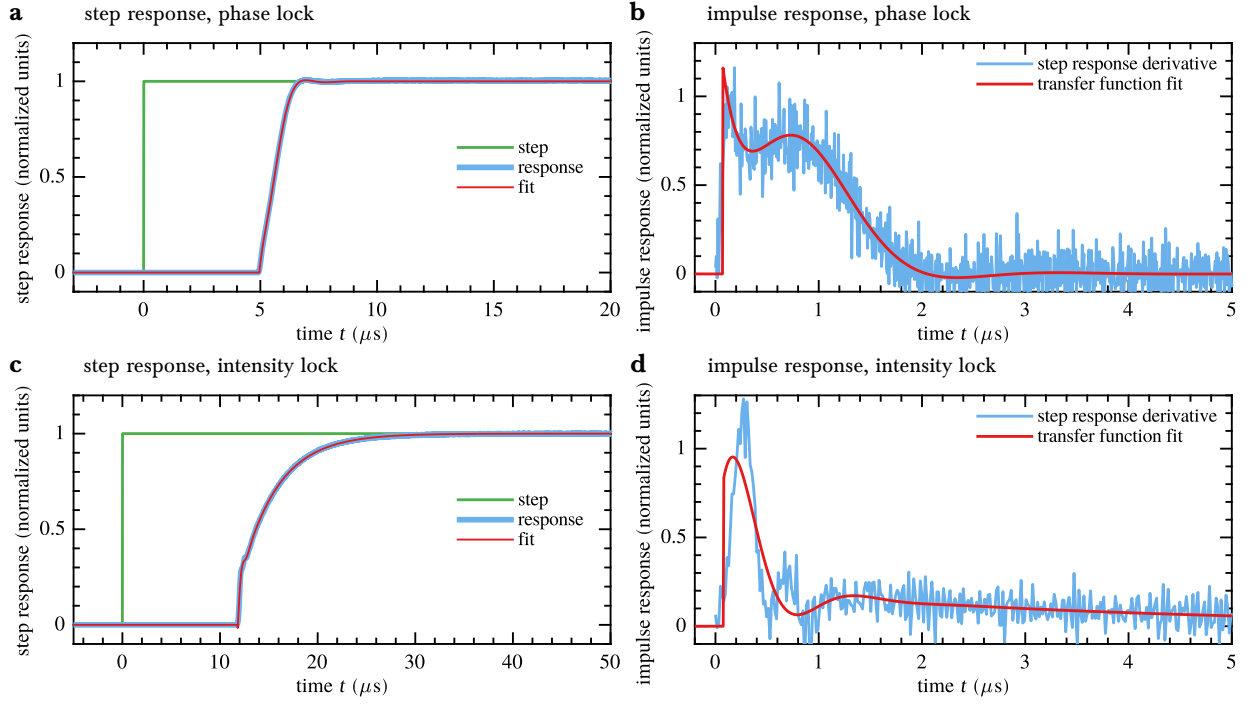 a step response, phase lock
step response (normalized units)
1
0.5
0
step
response
fit
0 5 10 15 20
time t (μs)
b impulse response, phase lock
impulse response (normalized units)
1
0.5
0
step response derivative
transfer function fit
0 1 2 3 4 5
time t (μs)
c step response, intensity lock
step response (normalized units)
1
0.5
0
step
response
fit
0 10 20 30 40 50
time t (μs)
d impulse response, intensity lock
impulse response (normalized units)
1
0.5
0
step response derivative
transfer function fit
0 1 2 3 4 5
time t (μs)